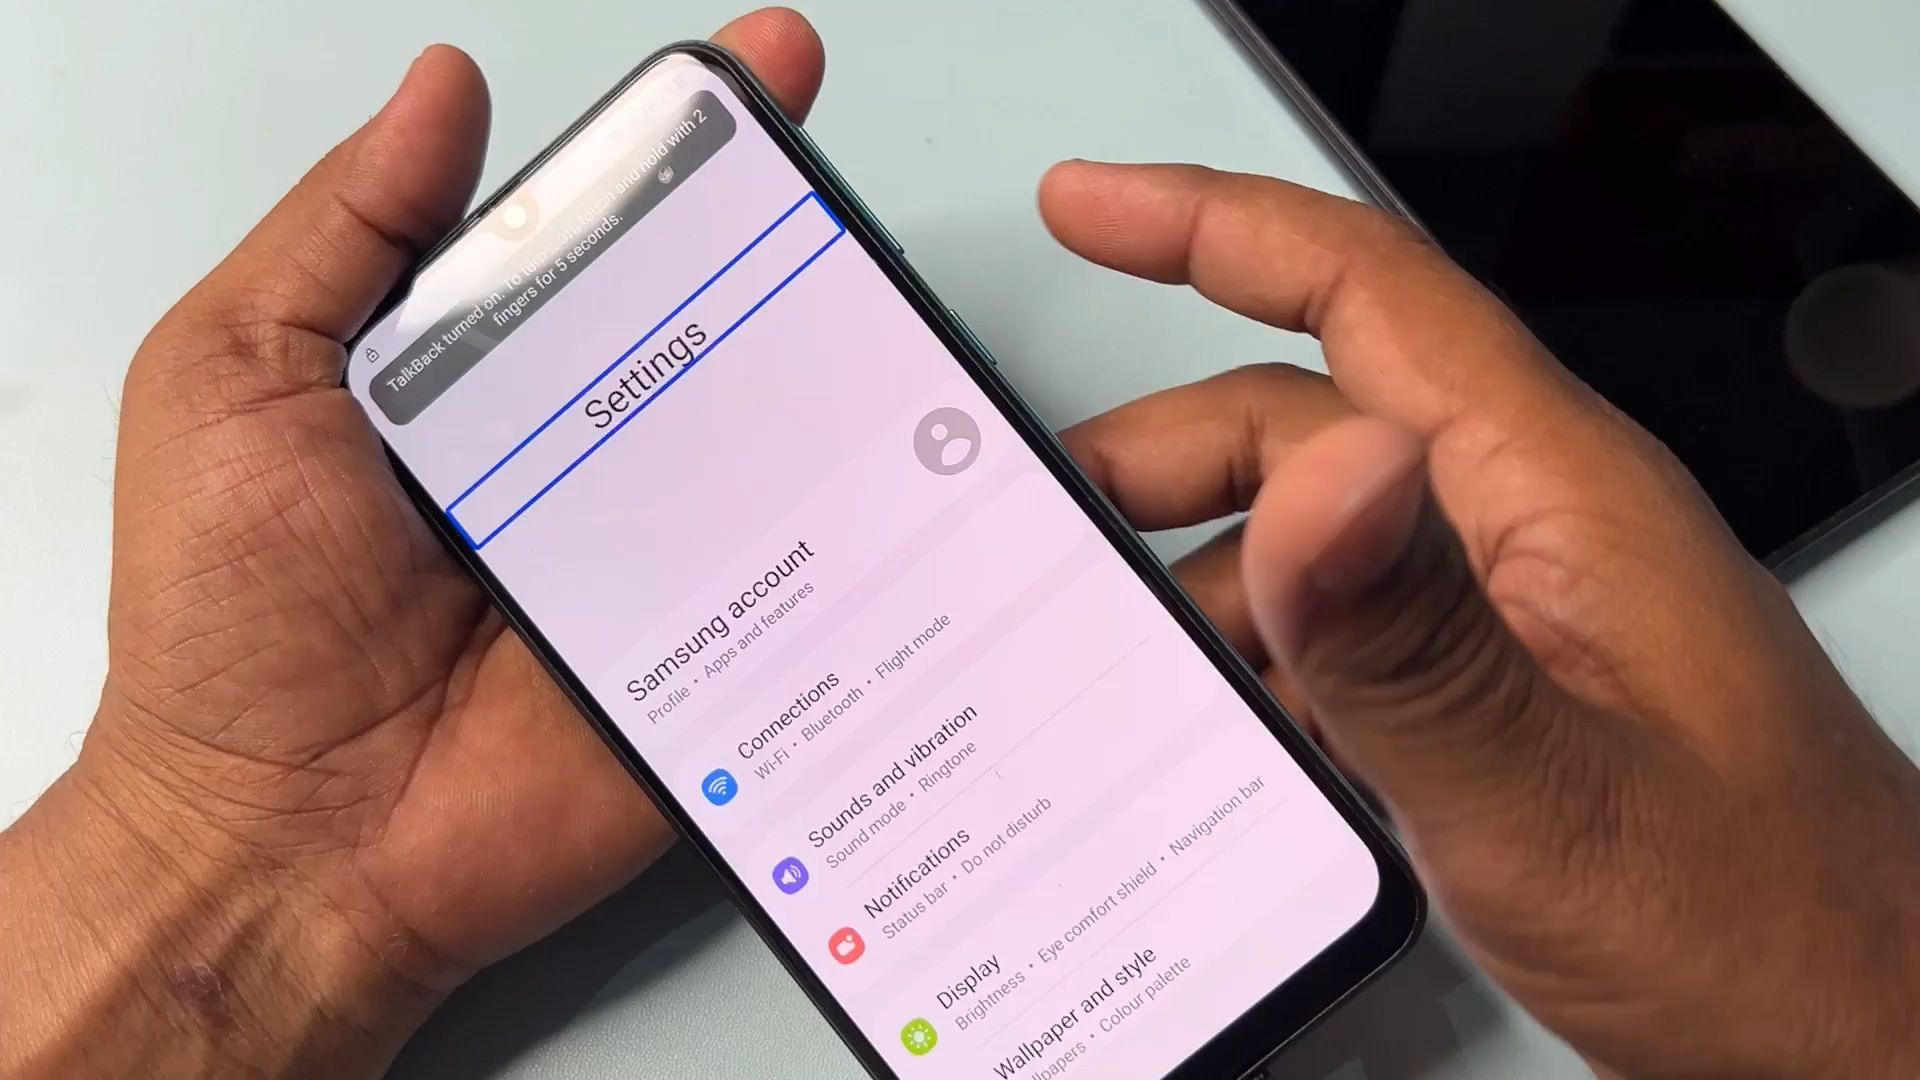 TalkBack turned on. To turn it off, touch and hold with 2
fingers for 5 seconds.
Settings
Samsung account
Profile • Apps and features
Connections
Wi-Fi • Bluetooth • Flight mode
Sounds and vibration
Sound mode • Ringtone
Notifications
Status bar • Do not disturb
Display
Brightness • Eye comfort shield • Navigation bar
Wallpaper and style
Colour palette